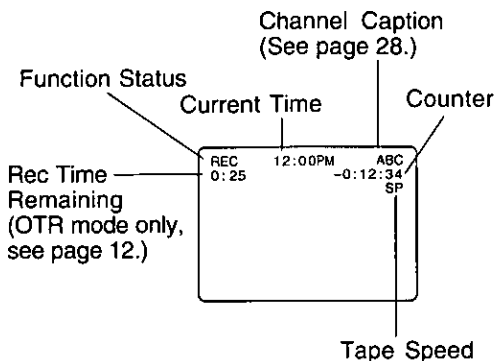 Channel Caption
(See page 28.)
Function Status
Current Time
Counter
REC 12:00PM ABC
0:25 -0:12:34
SP
Rec Time
Remaining
(OTR mode only,
see page 12.)
Tape Speed